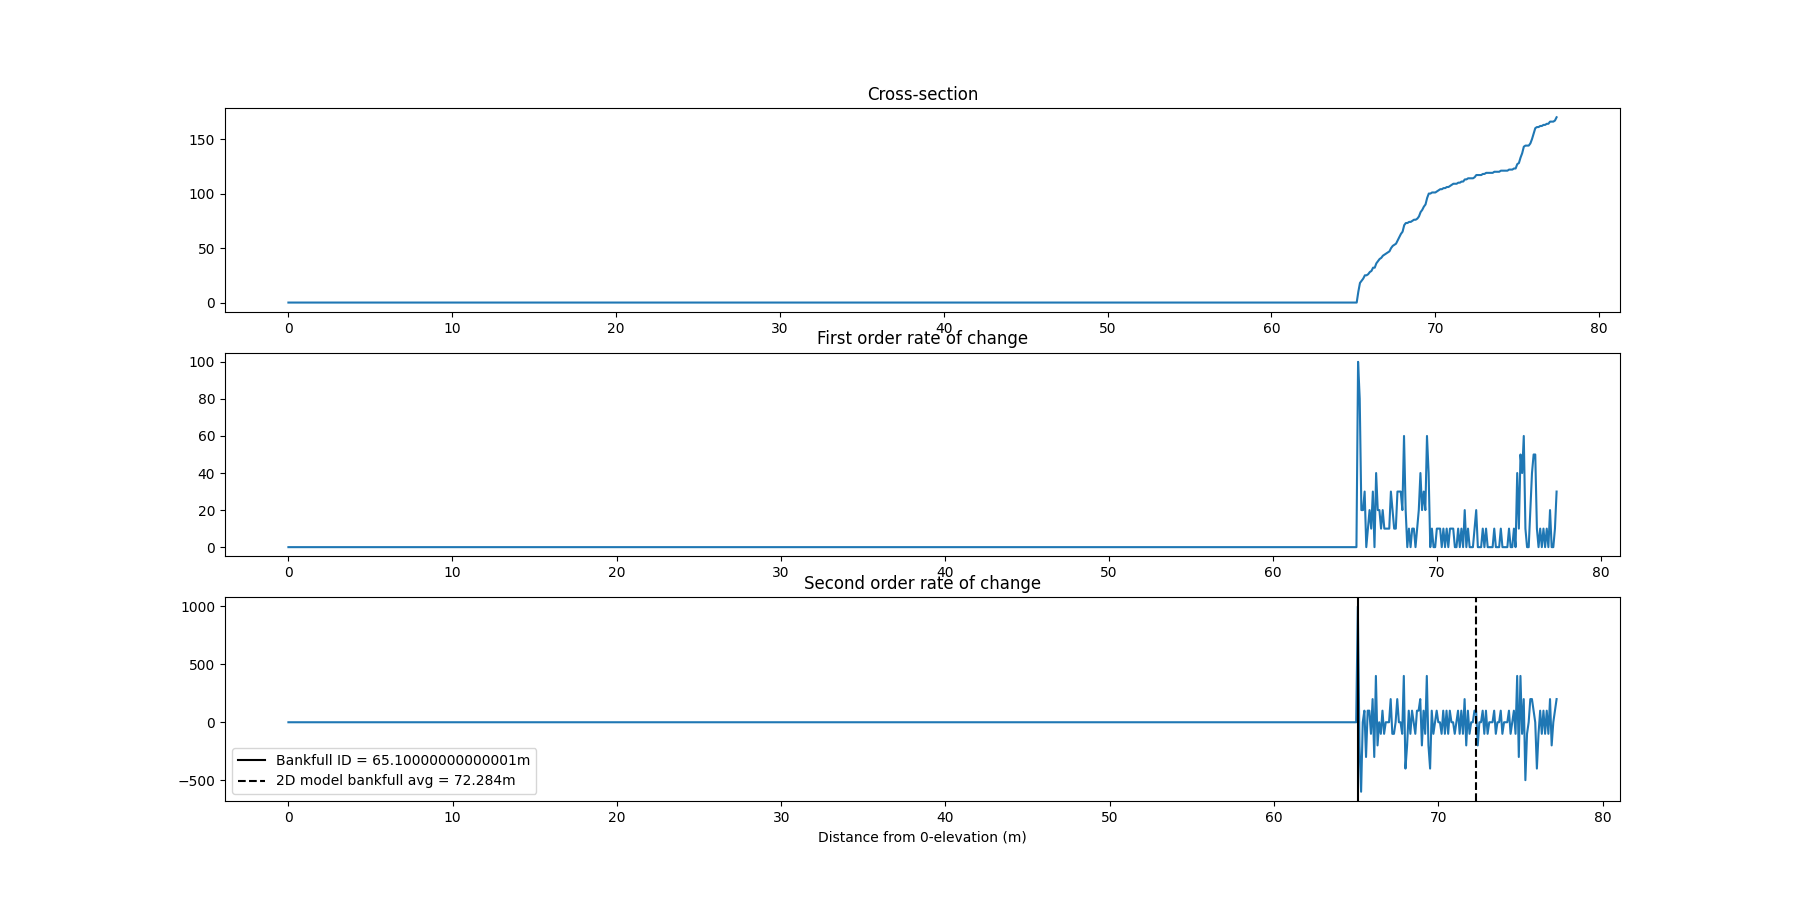 Cross-section
150
100
50
0
0 10 20 30 40 50 60 70 80
First order rate of change
100
80
60
40
20
0
0 10 20 30 40 50 60 70 80
Second order rate of change
1000
500
0
−500
Bankfull ID = 65.10000000000001m
2D model bankfull avg = 72.284m
0 10 20 30 40 50 60 70 80
Distance from 0-elevation (m)